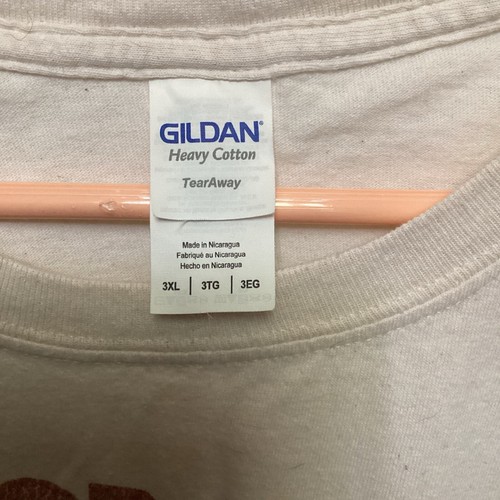 GILDAN®
Heavy Cotton
TearAway
Made in Nicaragua
Fabriqué au Nicaragua
Hecho en Nicaragua
3XL | 3TG | 3EG